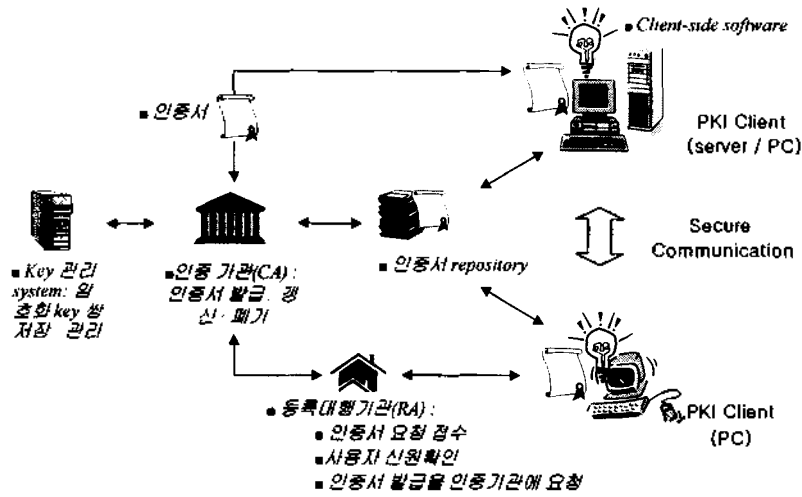 ■ Client-side software
■ 인증서
PKI Client
(server / PC)
■ Key 관리
system: 암
호화 key 쌍
저장 관리
■인증 기관(CA) :
인증서 발급, 갱
신 · 폐기
■ 인증서 repository
Secure
Communication
■ 등록대행기관(RA) :
■ 인증서 요청 접수
■사용자 신원확인
■ 인증서 발급을 인증기관에 요청
PKI Client
(PC)